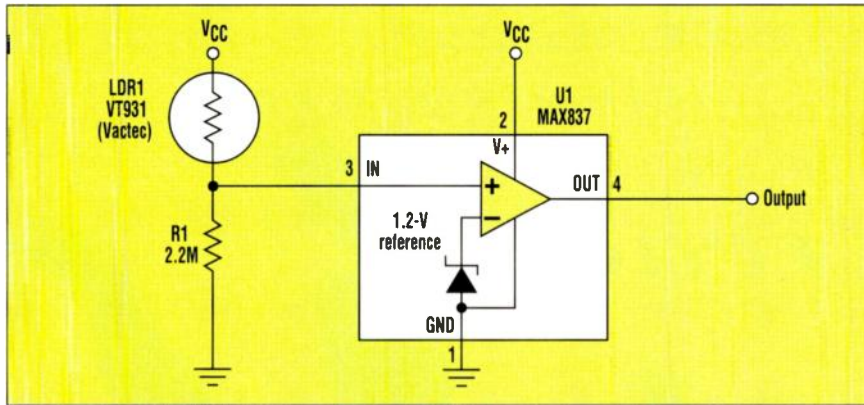 VCC
LDR1
VT931
(Vactec)
R1
2.2M
VCC
U1
MAX837
2
V+
3
IN
+
−
OUT
4
Output
1.2-V
reference
GND
1